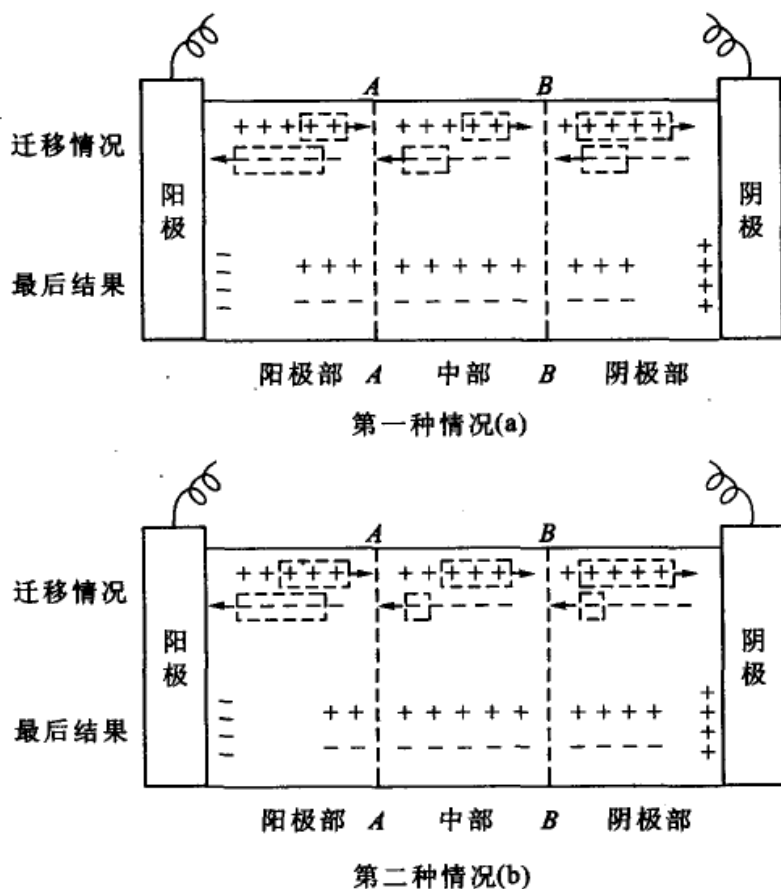 A B
迁移情况
阳极
阴极
最后结果
阳极部 A 中部 B 阴极部
第一种情况(a)
A B
迁移情况
阳极
阴极
最后结果
阳极部 A 中部 B 阴极部
第二种情况(b)